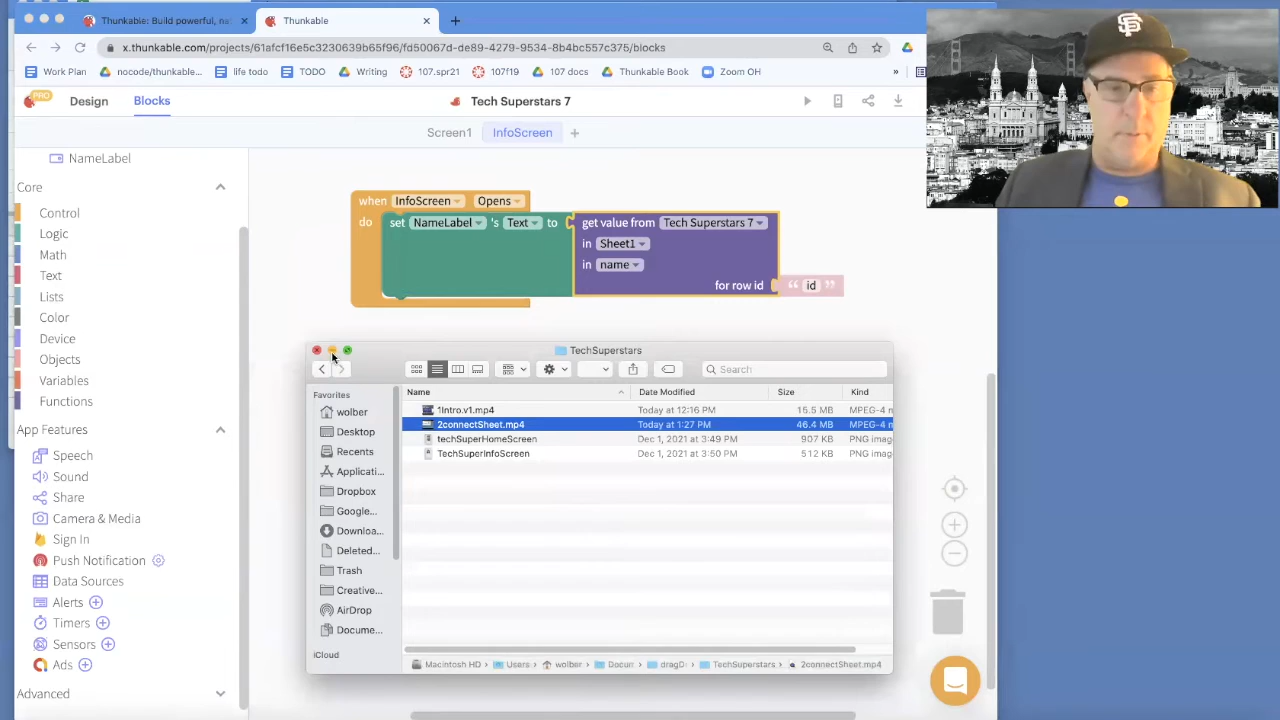 Thunkable: Build powerful, na
Thunkable
x.thunkable.com/projects/61afcf16e5c3230639b65f96/fd50067d-de89-4279-9534-8b4bc557c375/blocks
Work Plan
nocode/thunkable...
life todo
TODO
Writing
107.spr21
107f19
107 docs
Thunkable Book
Zoom OH
»
PRO
Design
Blocks
Tech Superstars 7
Screen1
InfoScreen
NameLabel
Core
Control
Logic
Math
Text
Lists
Color
Device
Objects
Variables
Functions
App Features
Speech
Sound
Share
Camera & Media
Sign In
Push Notification
Data Sources
Alerts
Timers
Sensors
Ads
Advanced
when InfoScreen Opens
do set NameLabel 's Text to get value from Tech Superstars 7
in Sheet1
in name
for row id “ id ”
TechSuperstars
Search
Favorites
wolber
Desktop
Recents
Applicati...
Dropbox
Google...
Downloa...
Deleted...
Trash
Creative...
AirDrop
Docume...
iCloud
Name Date Modified Size Kind
1Intro.v1.mp4 Today at 12:16 PM 15.5 MB MPEG-4 m
2connectSheet.mp4 Today at 1:27 PM 46.4 MB MPEG-4 m
techSuperHomeScreen Dec 1, 2021 at 3:49 PM 907 KB PNG imag
TechSuperInfoScreen Dec 1, 2021 at 3:50 PM 512 KB PNG imag
Macintosh HD › Users › wolber › Docum › dragD › TechSuperstars › 2connectSheet.mp4
SF